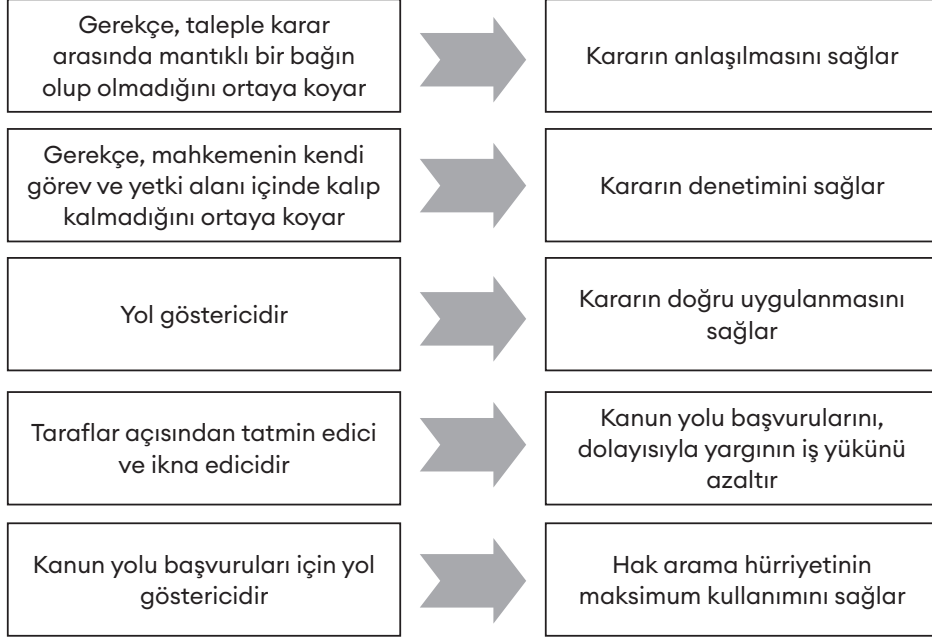 Gerekçe, taleple karar
arasında mantıklı bir bağın
olup olmadığını ortaya koyar
Kararın anlaşılmasını sağlar
Gerekçe, mahkemenin kendi
görev ve yetki alanı içinde kalıp
kalmadığını ortaya koyar
Kararın denetimini sağlar
Yol göstericidir
Kararın doğru uygulanmasını
sağlar
Taraflar açısından tatmin edici
ve ikna edicidir
Kanun yolu başvurularını,
dolayısıyla yargının iş yükünü
azaltır
Kanun yolu başvuruları için yol
göstericidir
Hak arama hürriyetinin
maksimum kullanımını sağlar